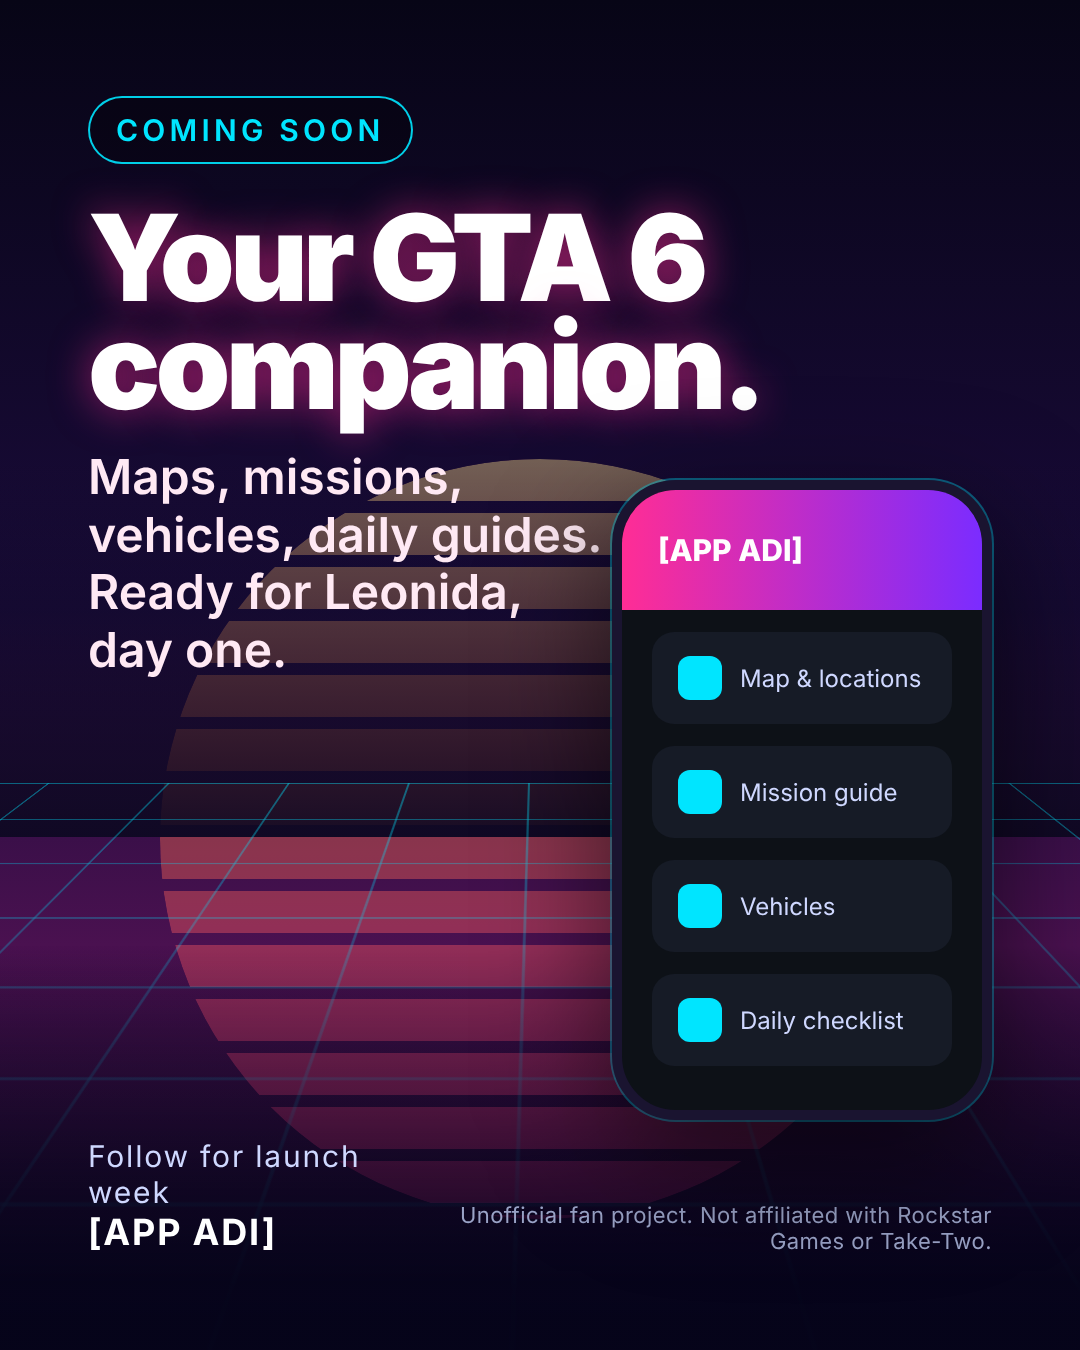 COMING SOON
Your GTA 6
companion.
Maps, missions,
vehicles, daily guides.
Ready for Leonida,
day one.
[APP ADI]
Map & locations
Mission guide
Vehicles
Daily checklist
Follow for launch
week
[APP ADI]
Unofficial fan project. Not affiliated with Rockstar
Games or Take-Two.